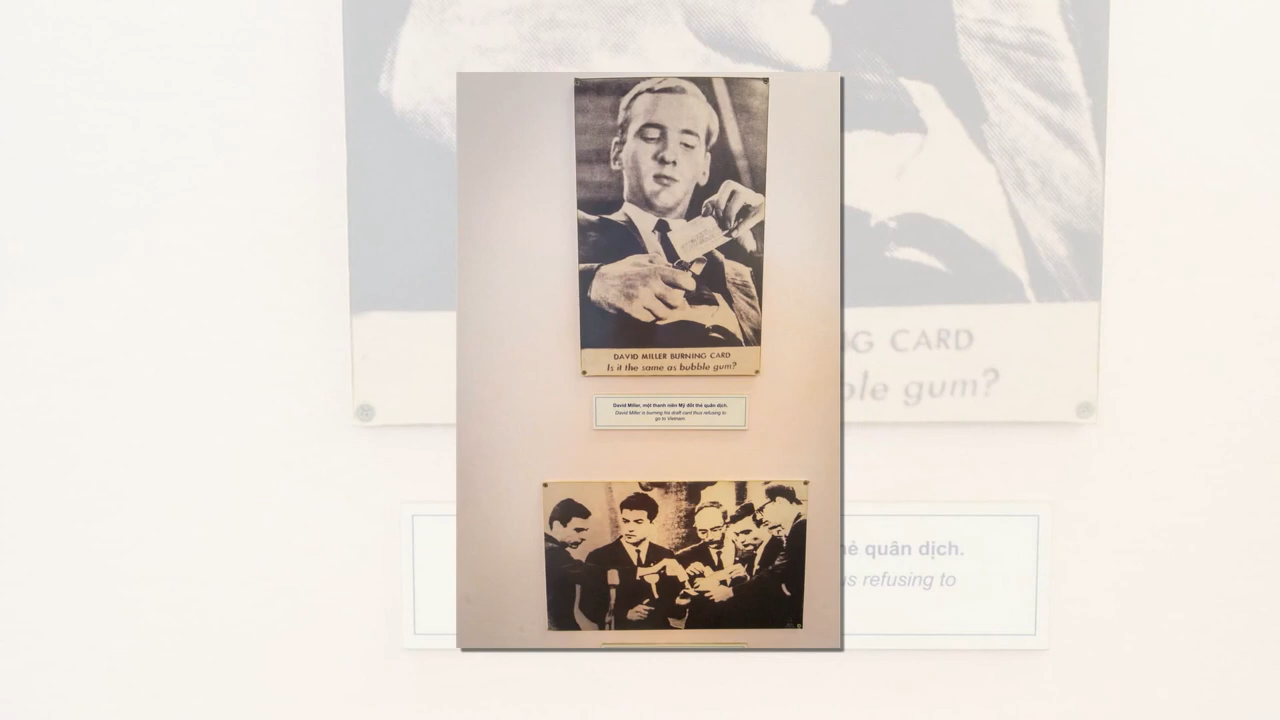 DAVID MILLER BURNING CARD
Is it the same as bubble gum?
David Miller, một thanh niên Mỹ đốt thẻ quân dịch.
David Miller is burning his draft card thus refusing to
go to Vietnam.
NG CARD
ble gum?
hẻ quân dịch.
us refusing to